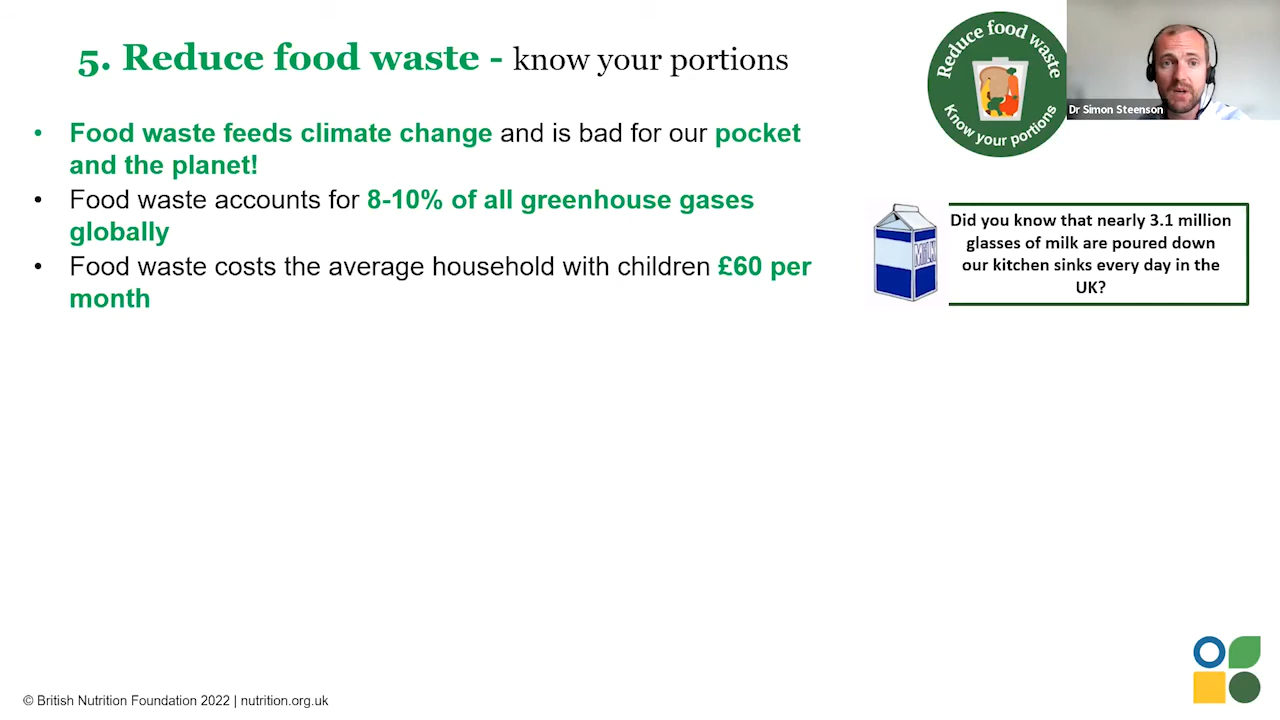 5. Reduce food waste - know your portions
Reduce food waste
Know your portions
Dr Simon Steenson
• Food waste feeds climate change and is bad for our pocket
and the planet!
• Food waste accounts for 8-10% of all greenhouse gases
globally
• Food waste costs the average household with children £60 per
month
MILK
Did you know that nearly 3.1 million
glasses of milk are poured down
our kitchen sinks every day in the
UK?
© British Nutrition Foundation 2022 | nutrition.org.uk